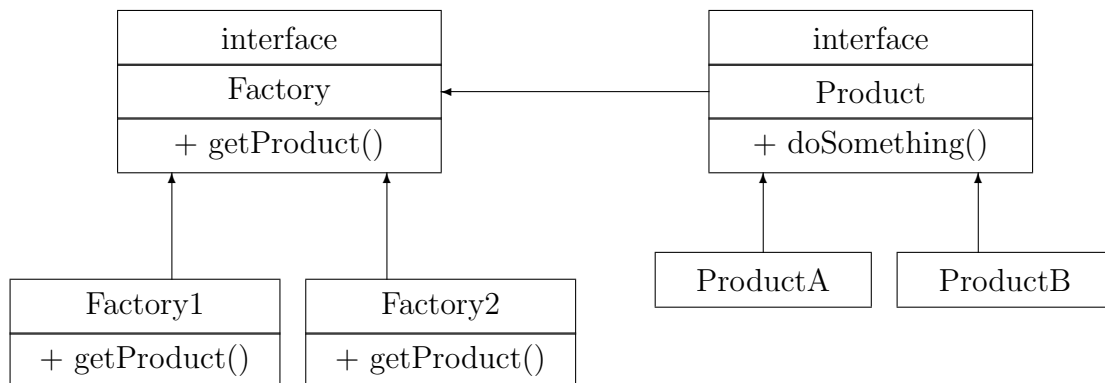 interface
Factory
+ getProduct()
interface
Product
+ doSomething()
Factory1
+ getProduct()
Factory2
+ getProduct()
ProductA
ProductB